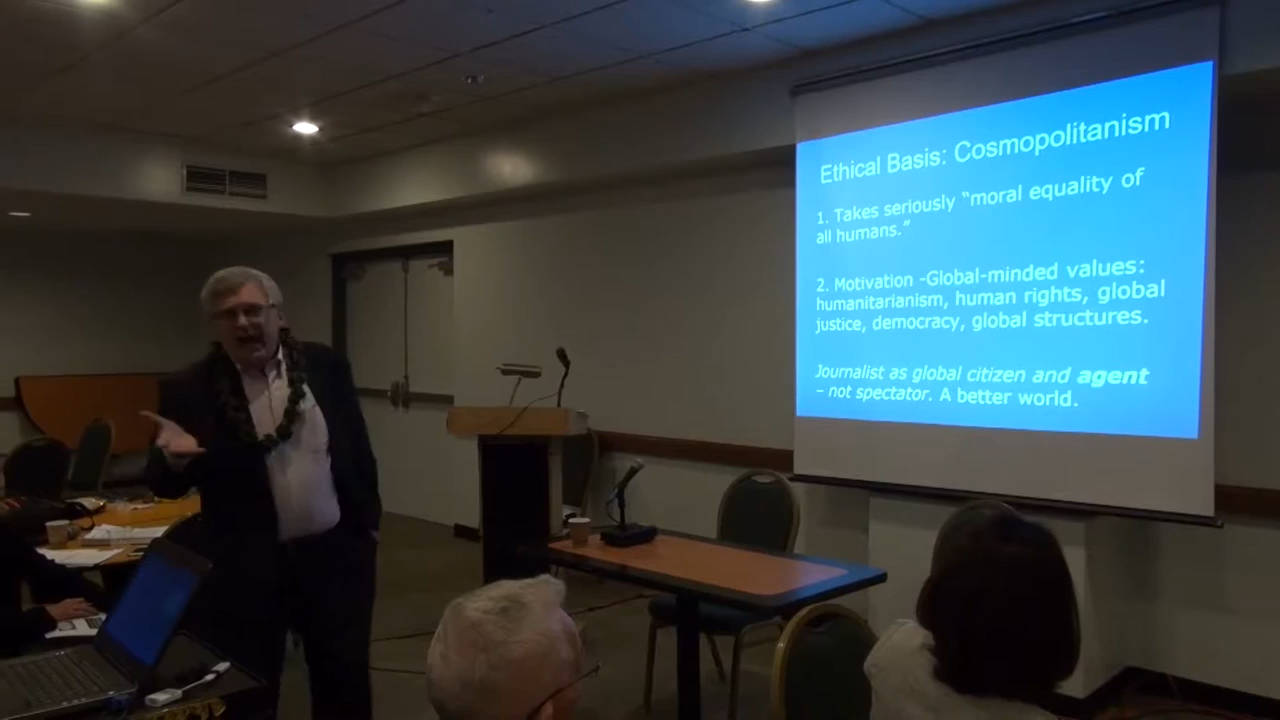 Ethical Basis: Cosmopolitanism
1. Takes seriously “moral equality of
all humans.”
2. Motivation -Global-minded values:
humanitarianism, human rights, global
justice, democracy, global structures.
Journalist as global citizen and agent
– not spectator. A better world.